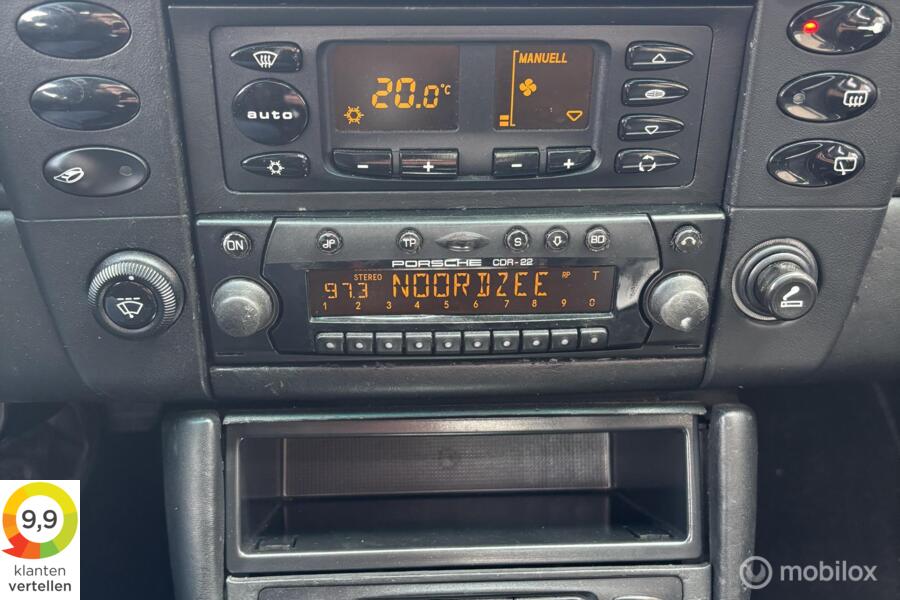 MANUELL
20.0°C
auto
- +
- +
ON
TP
S
BD
PORSCHE CDR-22
STEREO
97.3 NOORDZEE RP T
1 2 3 4 5 6 7 8 9 0
9,9
klanten
vertellen
mobilox